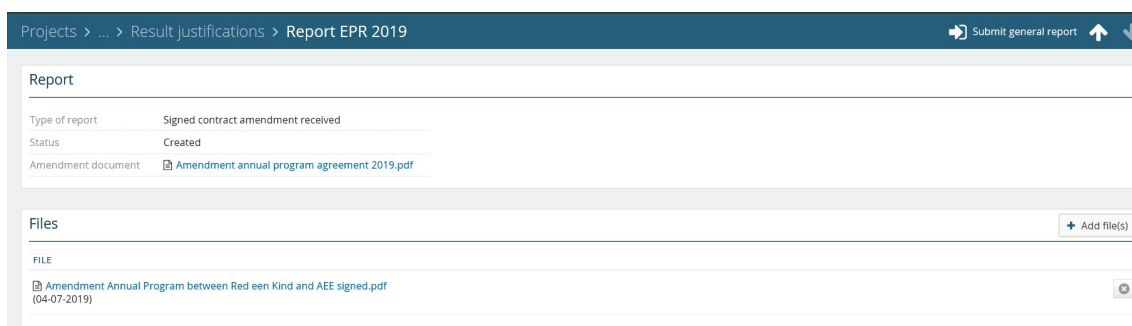 Projects > ... > Result justifications > Report EPR 2019
Submit general report
Report
Type of report Signed contract amendment received
Status Created
Amendment document Amendment annual program agreement 2019.pdf
Files
+ Add file(s)
FILE
Amendment Annual Program between Red een Kind and AEE signed.pdf
(04-07-2019)